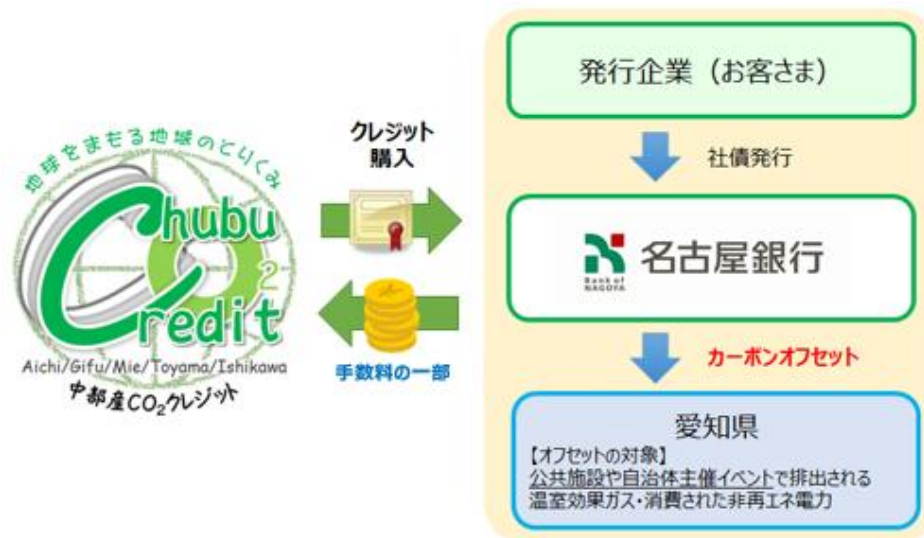 地球をまもる地域のとりくみ
Chubu
CO2
Credit
Aichi/Gifu/Mie/Toyama/Ishikawa
中部産CO2クレジット
クレジット
購入
手数料の一部
発行企業（お客さま）
社債発行
Bank of
NAGOYA
名古屋銀行
カーボンオフセット
愛知県
【オフセットの対象】
公共施設や自治体主催イベントで排出される
温室効果ガス・消費された非再エネ電力